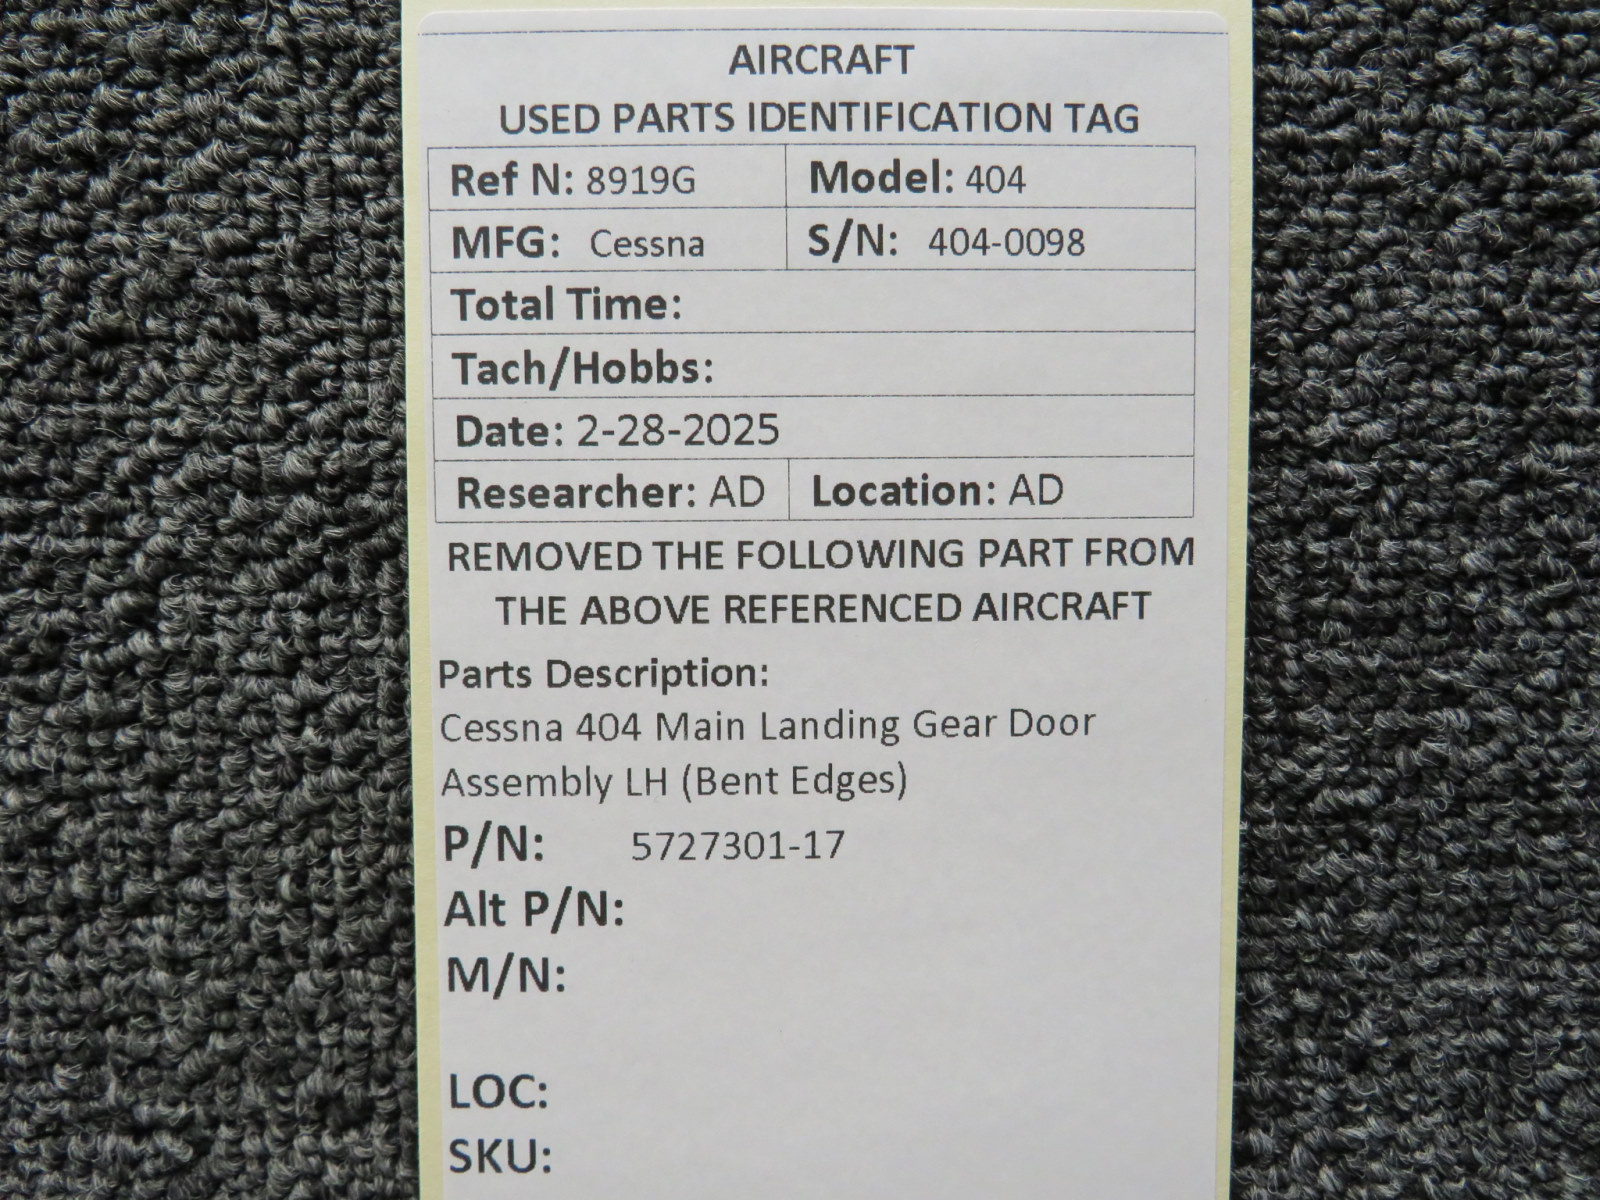 AIRCRAFT
USED PARTS IDENTIFICATION TAG
Ref N: 8919G Model: 404
MFG: Cessna S/N: 404-0098
Total Time:
Tach/Hobbs:
Date: 2-28-2025
Researcher: AD Location: AD
REMOVED THE FOLLOWING PART FROM
THE ABOVE REFERENCED AIRCRAFT
Parts Description:
Cessna 404 Main Landing Gear Door
Assembly LH (Bent Edges)
P/N: 5727301-17
Alt P/N:
M/N:
LOC:
SKU: